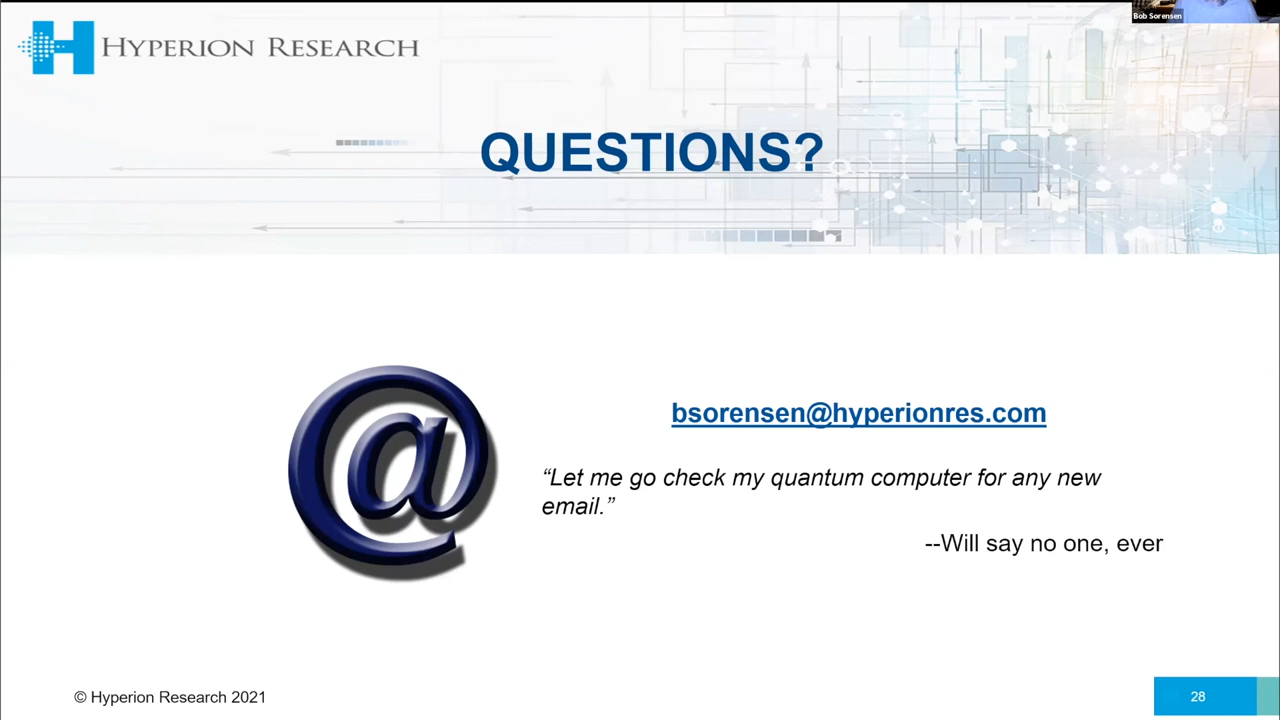 Bob Sorensen
HYPERION RESEARCH
QUESTIONS?
@
bsorensen@hyperionres.com
“Let me go check my quantum computer for any new
email.”
--Will say no one, ever
© Hyperion Research 2021
28